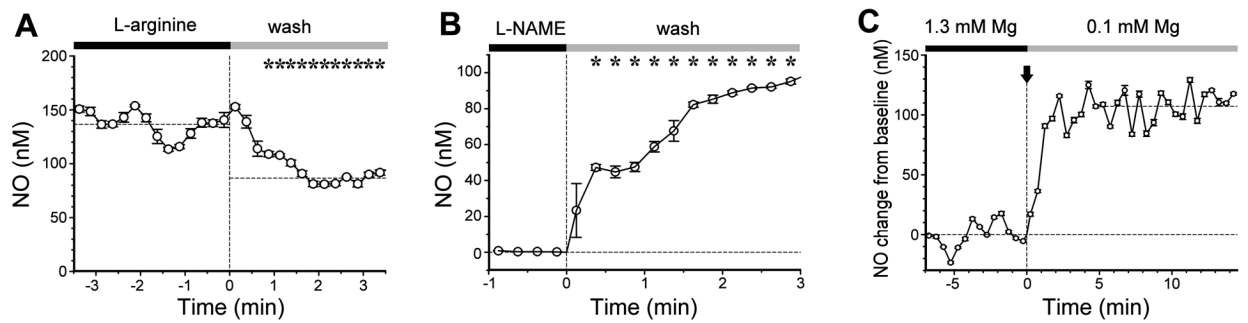 A
L-arginine
wash
***********
NO (nM)
200
150
100
50
0
-3
-2
-1
0
1
2
3
Time (min)
B
L-NAME
wash
* * * * * * * * * * *
NO (nM)
100
80
60
40
20
0
-1
0
1
2
3
Time (min)
C
1.3 mM Mg
0.1 mM Mg
NO change from baseline (nM)
150
100
50
0
-5
0
5
10
Time (min)